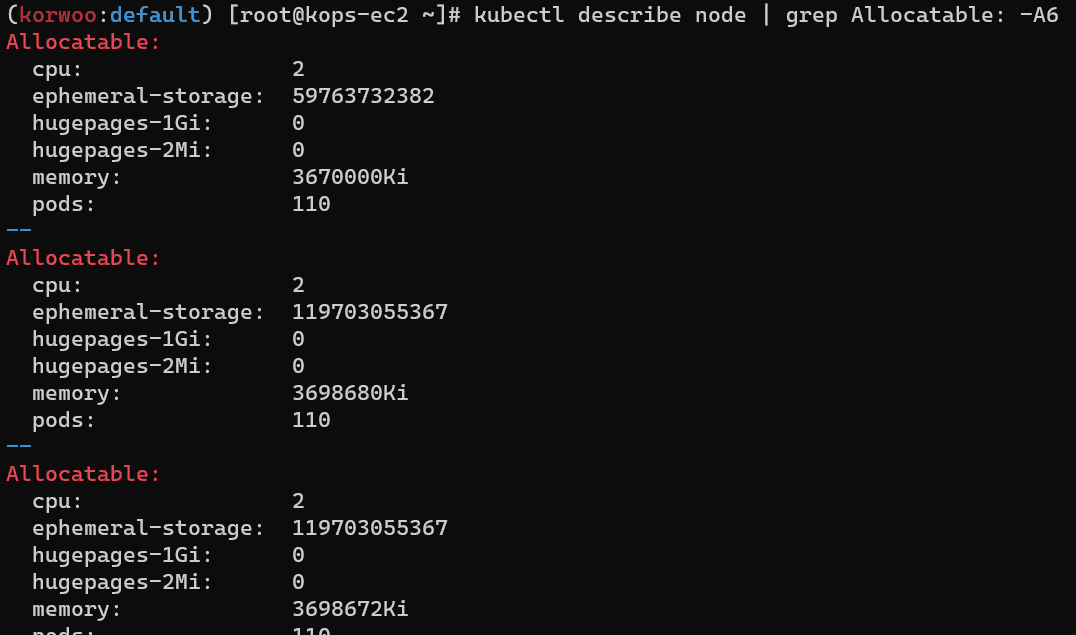 (korwoo:default) [root@kops-ec2 ~]# kubectl describe node | grep Allocatable: -A6
Allocatable:
  cpu:                2
  ephemeral-storage:  59763732382
  hugepages-1Gi:      0
  hugepages-2Mi:      0
  memory:             3670000Ki
  pods:               110
--
Allocatable:
  cpu:                2
  ephemeral-storage:  119703055367
  hugepages-1Gi:      0
  hugepages-2Mi:      0
  memory:             3698680Ki
  pods:               110
--
Allocatable:
  cpu:                2
  ephemeral-storage:  119703055367
  hugepages-1Gi:      0
  hugepages-2Mi:      0
  memory:             3698672Ki
  pods:               110